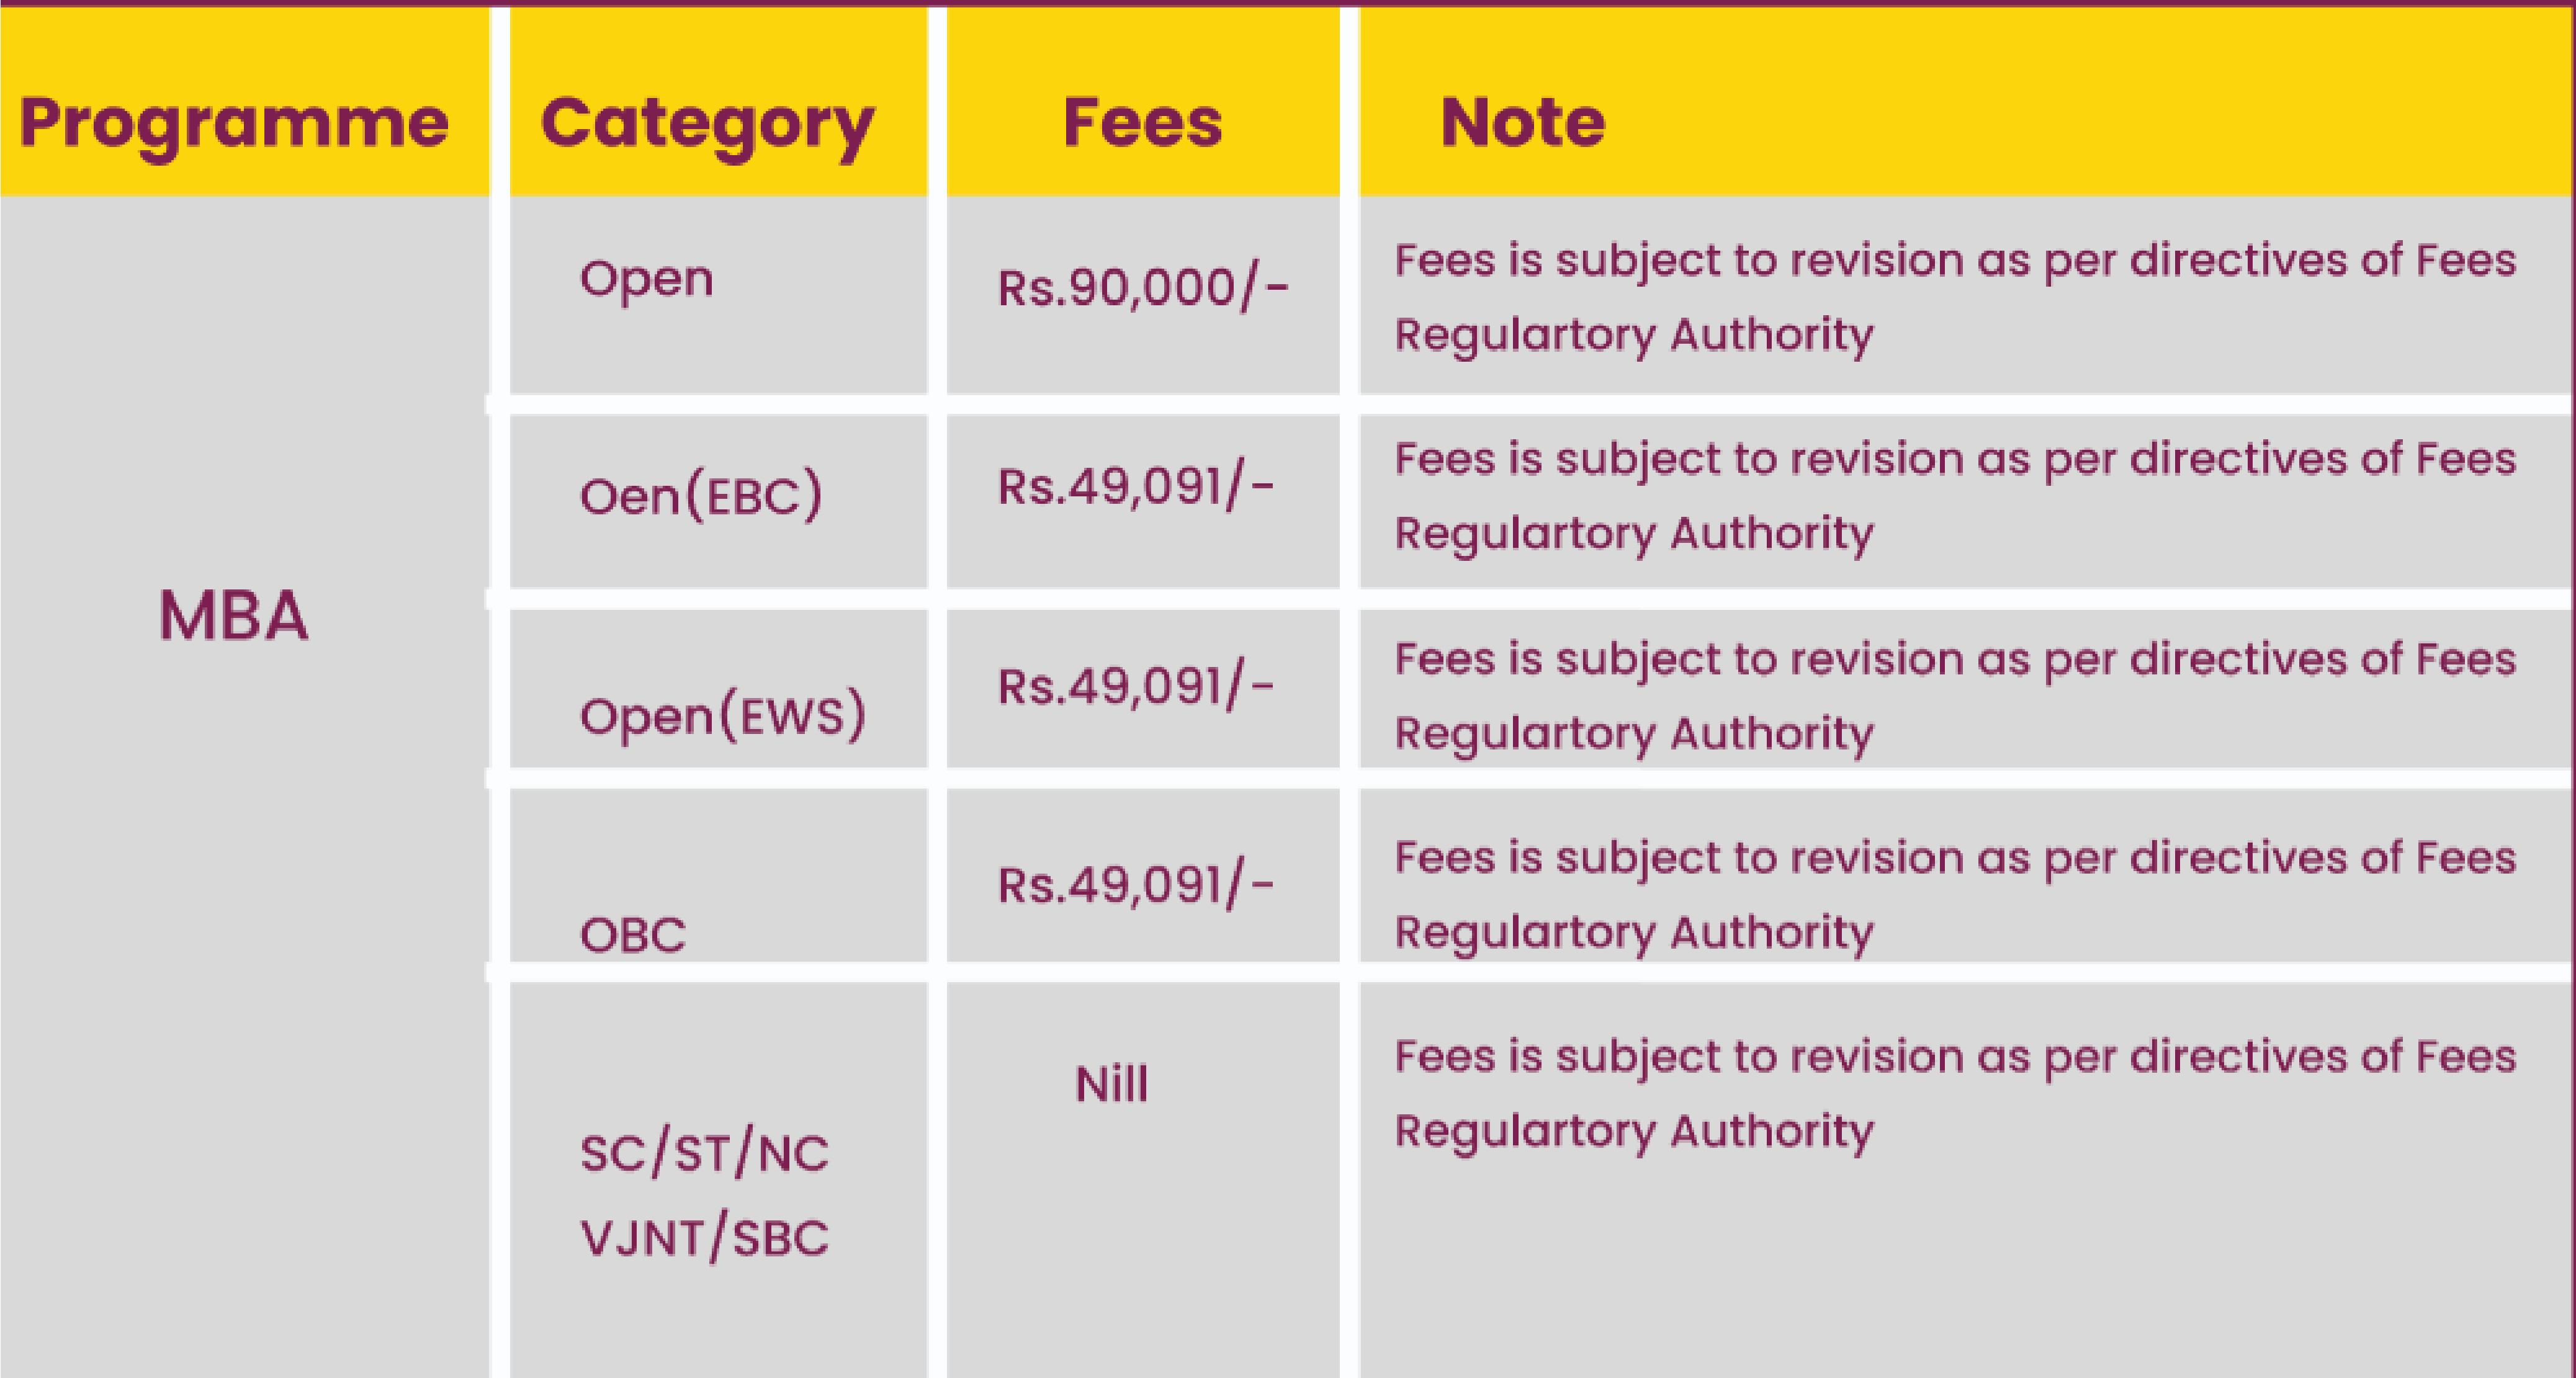 Programme Category Fees Note
Open Rs.90,000/- Fees is subject to revision as per directives of Fees
Regulartory Authority
Oen(EBC) Rs.49,091/- Fees is subject to revision as per directives of Fees
Regulartory Authority
MBA
Open(EWS) Rs.49,091/- Fees is subject to revision as per directives of Fees
Regulartory Authority
OBC Rs.49,091/- Fees is subject to revision as per directives of Fees
Regulartory Authority
SC/ST/NC Nill Fees is subject to revision as per directives of Fees
VJNT/SBC Regulartory Authority